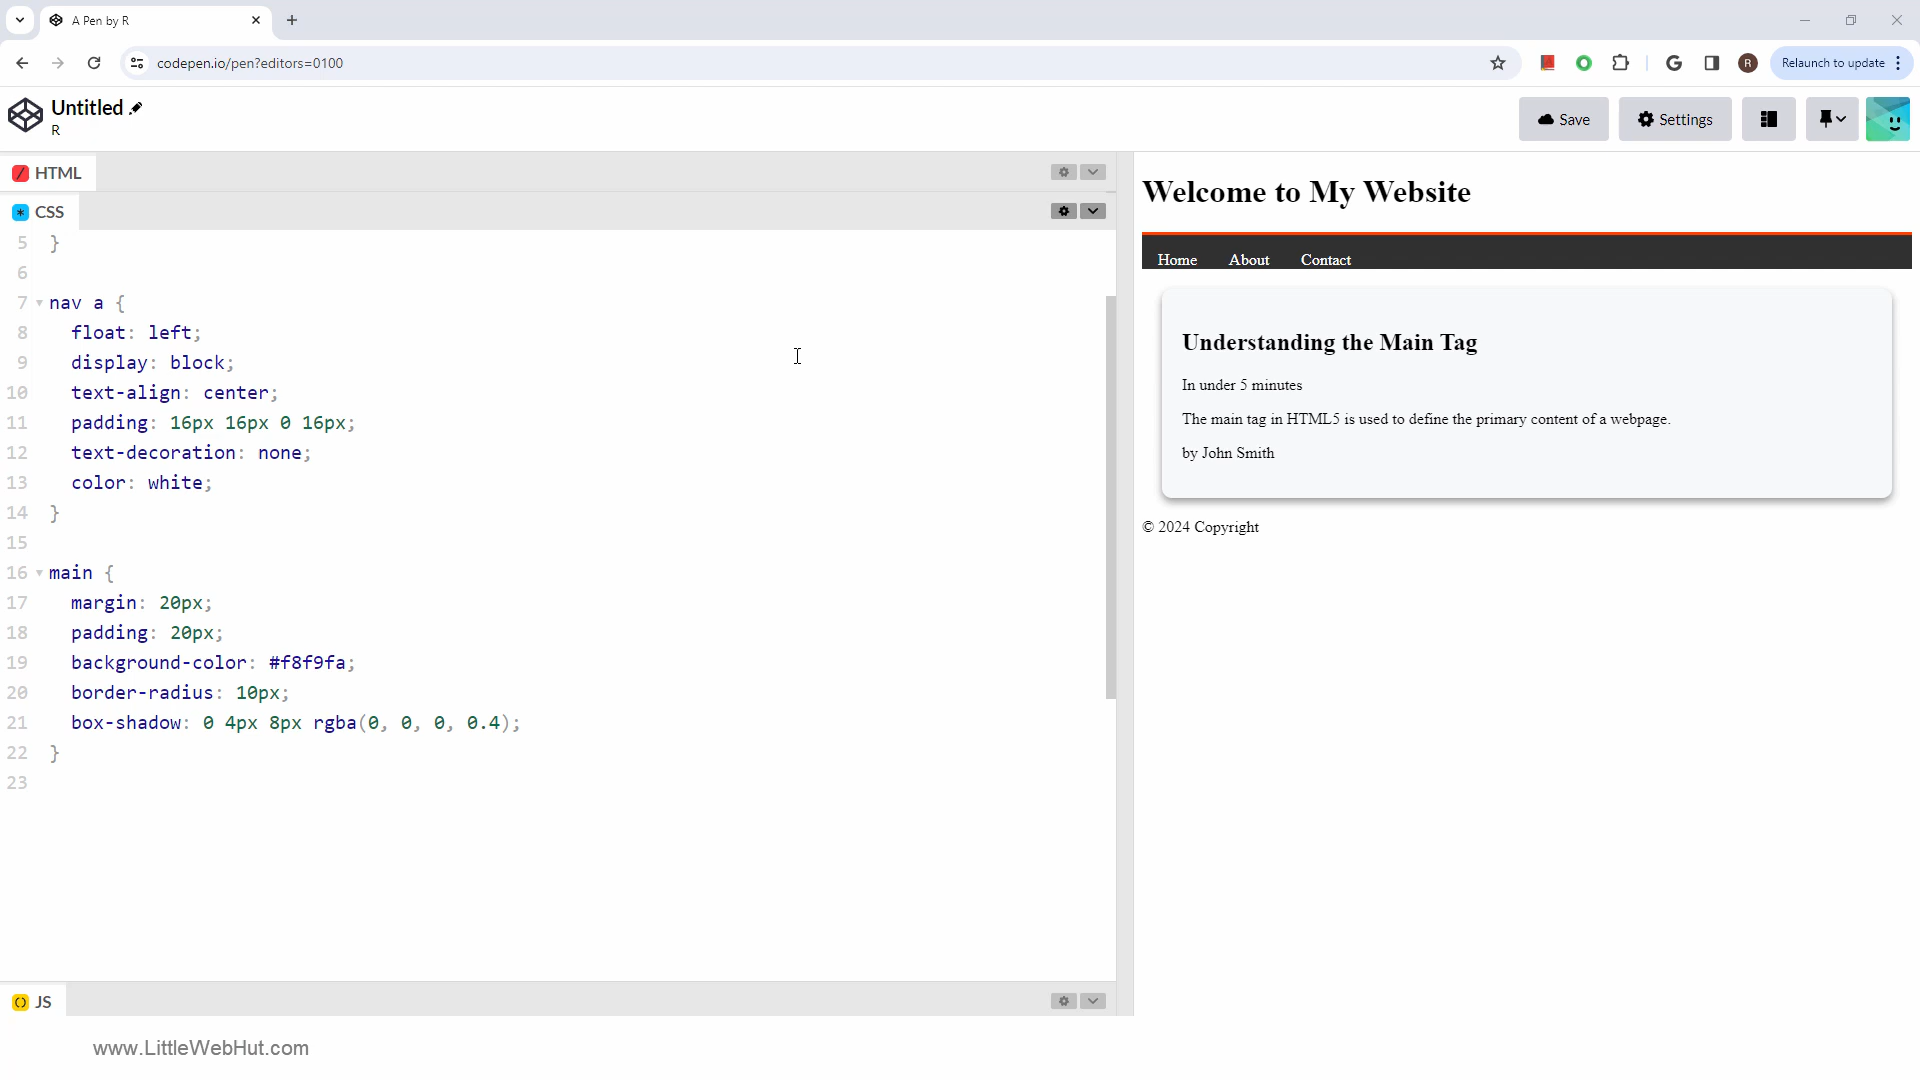 A Pen by R
codepen.io/pen?editors=0100
R
Relaunch to update
Untitled
R
Save
Settings
HTML
CSS
5 }
6
7 nav a {
8 float: left;
9 display: block;
10 text-align: center;
11 padding: 16px 16px 0 16px;
12 text-decoration: none;
13 color: white;
14 }
15
16 main {
17 margin: 20px;
18 padding: 20px;
19 background-color: #f8f9fa;
20 border-radius: 10px;
21 box-shadow: 0 4px 8px rgba(0, 0, 0, 0.4);
22 }
23
JS
Welcome to My Website
Home About Contact
Understanding the Main Tag
In under 5 minutes
The main tag in HTML5 is used to define the primary content of a webpage.
by John Smith
© 2024 Copyright
www.LittleWebHut.com